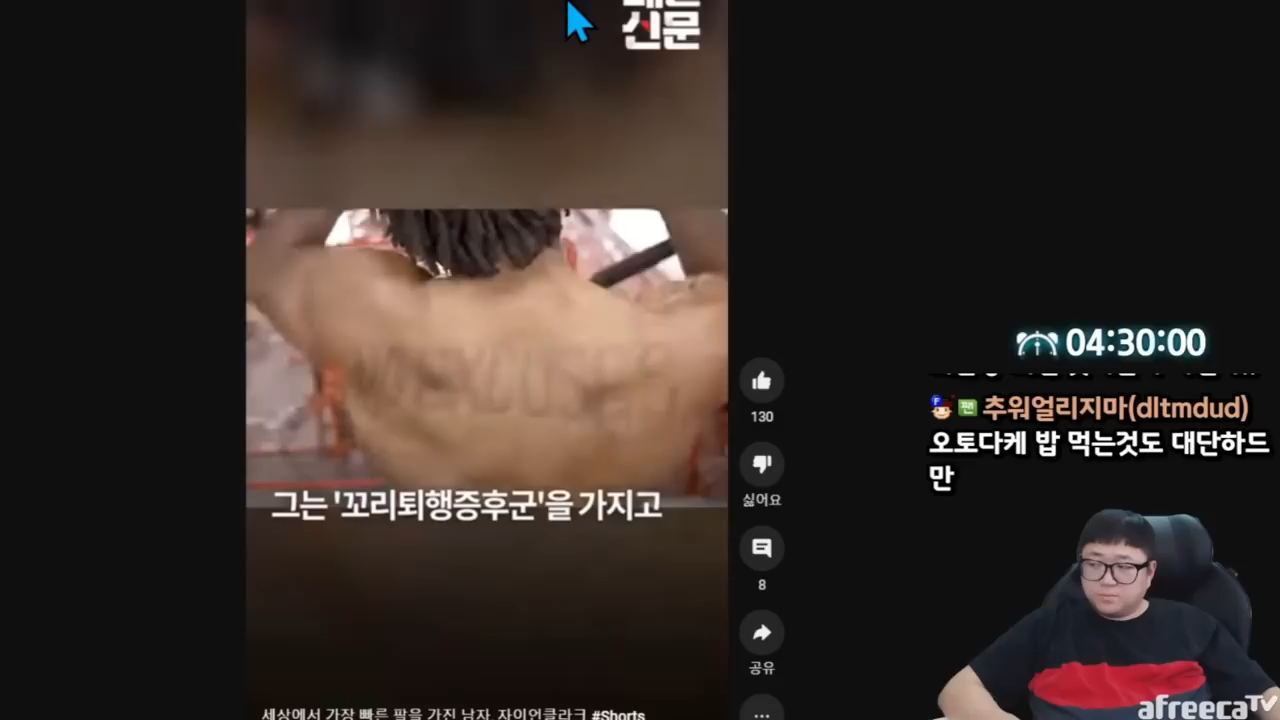 신문
04:30:00
추워얼리지마(dltmdud)
오토다케 밥 먹는것도 대단하드
만
130
싫어요
그는 '꼬리퇴행증후군'을 가지고
8
공유
세상에서 가장 빠른 팔을 가진 남자, 자이언클라크 #Shorts
afreecaTV